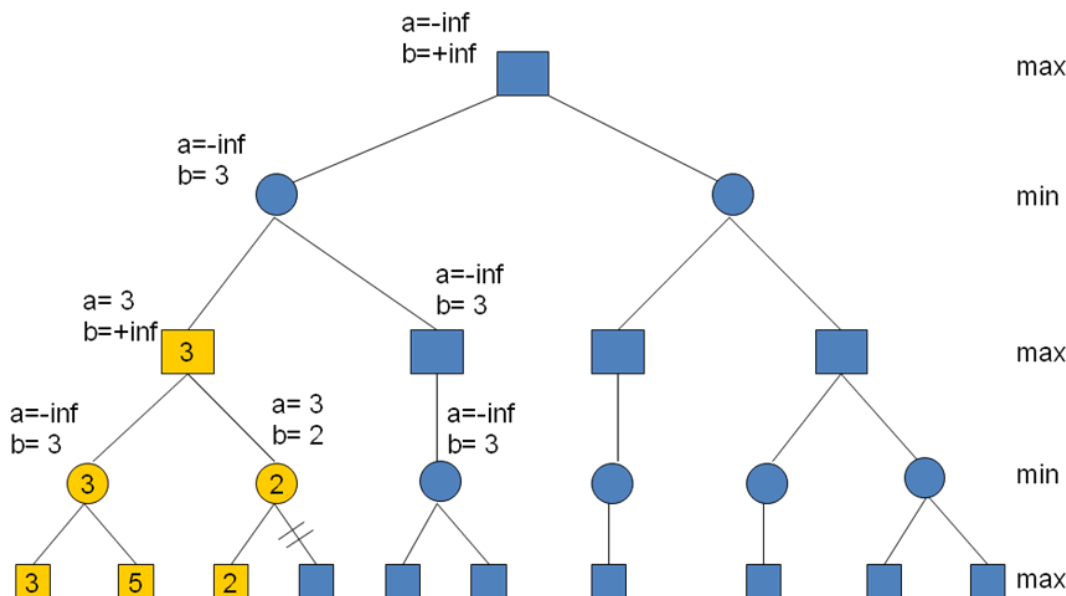 a=-inf
b=+inf
max
a=-inf
b= 3
min
a=-inf
b= 3
a= 3
b=+inf
3
max
a=-inf
b= 3
a= 3
b= 2
a=-inf
b= 3
3
2
min
3
5
2
max